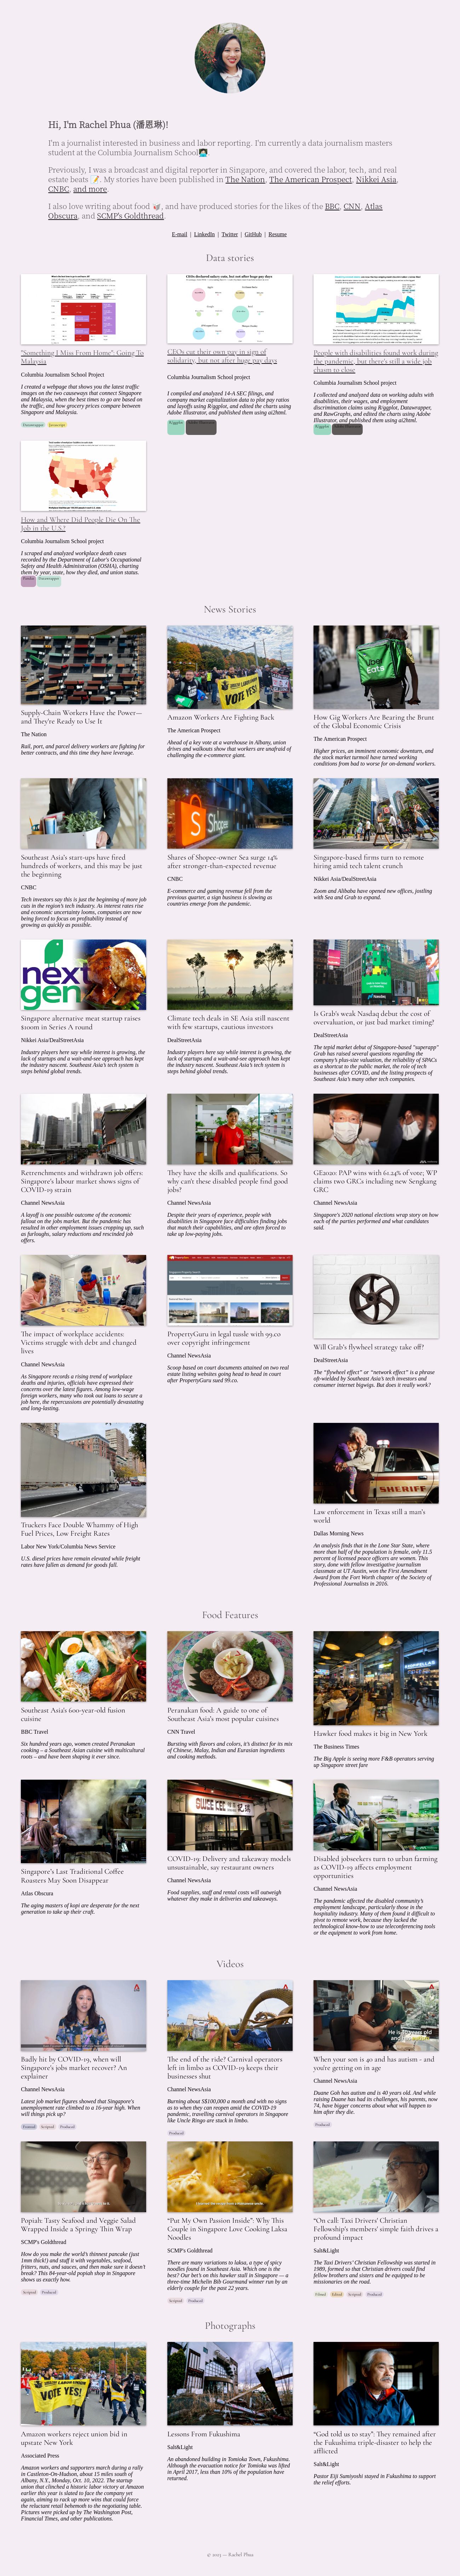 Hi, I'm Rachel Phua (潘恩琳)!
I'm a journalist interested in business and labor reporting. I'm currently a data journalism masters
student at the Columbia Journalism School👩🏻‍💻.
Previously, I was a broadcast and digital reporter in Singapore, and covered the labor, tech, and real
estate beats 📝. My stories have been published in The Nation, The American Prospect, Nikkei Asia,
CNBC, and more.
I also love writing about food 🥡, and have produced stories for the likes of the BBC, CNN, Atlas
Obscura, and SCMP's Goldthread.
E-mail | LinkedIn | Twitter | GitHub | Resume
Data stories
"Something I Miss From Home": Going To
Malaysia
Columbia Journalism School Project
I created a webpage that shows you the latest traffic
images on the two causeways that connect Singapore
and Malaysia, when the best times to go are based on
the traffic, and how grocery prices compare between
Singapore and Malaysia.
Datawrapper Javascript
CEOs cut their own pay in sign of
solidarity, but not after huge pay days
Columbia Journalism School project
I compiled and analyzed 14-A SEC filings, and
company market capitalization data to find pay ratios
and layoffs using R/ggplot, and edited the charts using
Adobe Illustrator, and published them using ai2html.
R/ggplot
People with disabilities found work during
the pandemic, but there's still a wide job
chasm to close
Columbia Journalism School project
I collected and analyzed data on working adults with
disabilities, their wages, and employment
discrimination claims using R/ggplot, Datawrapper,
and RawGraphs, and edited the charts using Adobe
Illustrator, and published them using ai2html.
R/ggplot
How and Where Did People Die On The
Job in the U.S.?
Columbia Journalism School project
I scraped and analyzed workplace death cases
recorded by the Department of Labor's Occupational
Safety and Health Administration (OSHA), charting
them by year, state, how they died, and union status.
Pandas Datawrapper
News Stories
Supply-Chain Workers Have the Power—
and They're Ready to Use It
The Nation
Rail, port, and parcel delivery workers are fighting for
better contracts, and this time they have leverage.
Amazon Workers Are Fighting Back
The American Prospect
Ahead of a key vote at a warehouse in Albany, union
drives and walkouts show that workers are unafraid of
challenging the e-commerce giant.
How Gig Workers Are Bearing the Brunt
of the Global Economic Crisis
The American Prospect
Higher prices, an imminent economic downturn, and
the stock market turmoil have turned working
conditions from bad to worse for on-demand workers.
Southeast Asia's start-ups have fired
hundreds of workers, and this may be just
the beginning
CNBC
Tech investors say this is just the beginning of more job
cuts in the region's tech industry. As interest rates rise
and economic uncertainty looms, companies are now
being forced to focus on profitability instead of
growing as quickly as possible.
Shares of Shopee-owner Sea surge 14%
after stronger-than-expected revenue
CNBC
E-commerce and gaming revenue fell from the
previous quarter, a sign business is slowing as
countries emerge from the pandemic.
Singapore-based firms turn to remote
hiring amid tech talent crunch
Nikkei Asia/DealStreetAsia
Zoom and Alibaba have opened new offices, jostling
with Sea and Grab to expand.
Singapore alternative meat startup raises
$100m in Series A round
Nikkei Asia/DealStreetAsia
Industry players here say while interest is growing, the
lack of startups and a wait-and-see approach has kept
the industry nascent. Southeast Asia's tech system is
steps behind global trends.
Climate tech deals in SE Asia still nascent
with few startups, cautious investors
DealStreetAsia
Industry players here say while interest is growing, the
lack of startups and a wait-and-see approach has kept
the industry nascent. Southeast Asia's tech system is
steps behind global trends.
Is Grab's weak Nasdaq debut the cost of
overvaluation, or just bad market timing?
DealStreetAsia
The tepid market debut of Singapore-based "superapp"
Grab has raised several questions regarding the
company's plus-size valuation, the reliability of SPACs
as a shortcut to the public market, the role of tech
businesses after COVID, and the listing prospects of
Southeast Asia's many other tech companies.
Retrenchments and withdrawn job offers:
Singapore's labour market shows signs of
COVID-19 strain
Channel NewsAsia
A layoff is one possible outcome of the economic
fallout on the jobs market. But the pandemic has
resulted in other employment issues cropping up, such
as furloughs, salary reductions and rescinded job
offers.
They have the skills and qualifications. So
why can't these disabled people find good
jobs?
Channel NewsAsia
Despite their years of experience, people with
disabilities in Singapore face difficulties finding jobs
that match their capabilities, and are often forced to
take up low-paying jobs.
GE2020: PAP wins with 61.24% of vote; WP
claims two GRCs including new Sengkang
GRC
Channel NewsAsia
Singapore's 2020 national elections wrap story on how
each of the parties performed and what candidates
said.
The impact of workplace accidents:
Victims struggle with debt and changed
lives
Channel NewsAsia
As Singapore records a rising trend of workplace
deaths and injuries, officials have expressed their
concerns over the latest figures. Among low-wage
foreign workers, many who took out loans to secure a
job here, the repercussions are potentially devastating
and long-lasting.
PropertyGuru in legal tussle with 99.co
over copyright infringement
Channel NewsAsia
Scoop based on court documents attained on two real
estate listing websites going head to head in court
after PropertyGuru sued 99.co.
Will Grab's flywheel strategy take off?
DealStreetAsia
The "flywheel effect" or "network effect" is a phrase
oft-wielded by Southeast Asia's tech investors and
consumer internet bigwigs. But does it really work?
Truckers Face Double Whammy of High
Fuel Prices, Low Freight Rates
Labor New York/Columbia News Service
U.S. diesel prices have remain elevated while freight
rates have fallen as demand for goods fall.
Law enforcement in Texas still a man's
world
Dallas Morning News
An analysis finds that in the Lone Star State, where
more than half of the population is female, only 11.5
percent of licensed peace officers are women. This
story, done with fellow investigative journalism
classmate at UT Austin, won the First Amendment
Award from the Fort Worth chapter of the Society of
Professional Journalists in 2016.
Food Features
Southeast Asia's 600-year-old fusion
cuisine
BBC Travel
Six hundred years ago, women created Peranakan
cooking – a Southeast Asian cuisine with multicultural
roots – and have been shaping it ever since.
Peranakan food: A guide to one of
Southeast Asia's most popular cuisines
CNN Travel
Bursting with flavors and colors, it's distinct for its mix
of Chinese, Malay, Indian and Eurasian ingredients
and cooking methods.
Hawker food makes it big in New York
The Business Times
The Big Apple is seeing more F&B operators serving
up Singapore street fare
Singapore's Last Traditional Coffee
Roasters May Soon Disappear
Atlas Obscura
The aging masters of kopi are desperate for the next
generation to take up their craft.
COVID-19: Delivery and takeaway models
unsustainable, say restaurant owners
Channel NewsAsia
Food supplies, staff and rental costs will outweigh
whatever they make in deliveries and takeaways.
Disabled jobseekers turn to urban farming
as COVID-19 affects employment
opportunities
Channel NewsAsia
The pandemic affected the disabled community's
employment landscape, particularly those in the
hospitality industry. Many of them found it difficult to
pivot to remote work, because they lacked the
technological know-how to use teleconferencing tools
or the equipment to work from home.
Videos
Badly hit by COVID-19, when will
Singapore's jobs market recover? An
explainer
Channel NewsAsia
Latest job market figures showed that Singapore's
unemployment rate climbed to a 16-year high. When
will things pick up?
Scripted Produced
The end of the ride? Carnival operators
left in limbo as COVID-19 keeps their
businesses shut
Channel NewsAsia
Burning about S$100,000 a month and with no signs
as to when they can reopen amid the COVID-19
pandemic, travelling carnival operators in Singapore
like Uncle Ringo are stuck in limbo.
Produced
When your son is 40 and has autism - and
you're getting on in age
Channel NewsAsia
Duane Goh has autism and is 40 years old. And while
raising Duane has had its challenges, his parents, now
74, have bigger concerns about what will happen to
him after they die.
Produced
Popiah: Tasty Seafood and Veggie Salad
Wrapped Inside a Springy Thin Wrap
SCMP's Goldthread
How do you make the world's thinnest pancake (just
1mm thick!) and stuff it with vegetables, seafood,
fritters, nuts, and sauces, and then make sure it doesn't
break? This 84-year-old popiah shop in Singapore
shows us exactly how.
Scripted Produced
"Put My Own Passion Inside": Why This
Couple in Singapore Love Cooking Laksa
Noodles
SCMP's Goldthread
There are many variations to laksa, a type of spicy
noodles found in Southeast Asia. Which one is the
best? Our bet's on this hawker stall in Singapore — a
three-time Michelin Bib Gourmand winner run by an
elderly couple for the past 22 years.
Scripted Produced
"On call: Taxi Drivers' Christian
Fellowship's members' simple faith drives a
profound impact
Salt&Light
The Taxi Drivers' Christian Fellowship was started in
1989, formed so that Christian drivers could find
fellow brothers and sisters and be equipped to be
missionaries on the road.
Filmed Edited Scripted Produced
Photographs
Amazon workers reject union bid in
upstate New York
Associated Press
Amazon workers and supporters march during a rally
in Castleton-On-Hudson, about 15 miles south of
Albany, N.Y., Monday, Oct. 10, 2022. The startup
union that clinched a historic labor victory at Amazon
earlier this year is slated to face the company yet
again, aiming to rack up more wins that could force
the reluctant retail behemoth to the negotiating table.
Pictures were picked up by The Washington Post,
Financial Times, and other publications.
Lessons From Fukushima
Salt&Light
An abandoned building in Tomioka Town, Fukushima.
Although the evacuation notice for Tomioka was lifted
in April 2017, less than 10% of the population have
returned.
"God told us to stay": They remained after
the Fukushima triple-disaster to help the
afflicted
Salt&Light
Pastor Eiji Sumiyoshi stayed in Fukushima to support
the relief efforts.
© 2023 — Rachel Phua